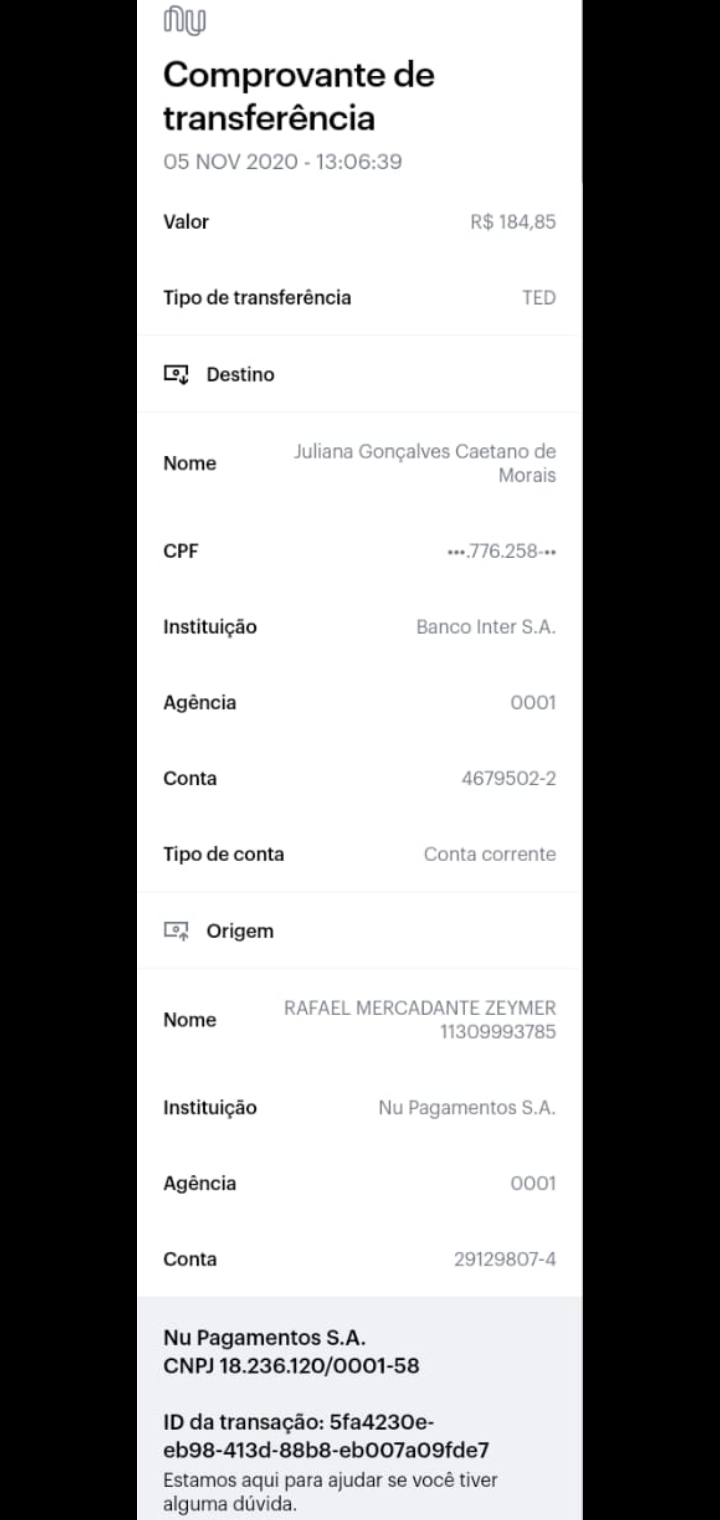 nu
Comprovante de
transferência
05 NOV 2020 - 13:06:39
Valor R$ 184,85
Tipo de transferência TED
Destino
Nome Juliana Gonçalves Caetano de
Morais
CPF •••.776.258-••
Instituição Banco Inter S.A.
Agência 0001
Conta 4679502-2
Tipo de conta Conta corrente
Origem
Nome RAFAEL MERCADANTE ZEYMER
11309993785
Instituição Nu Pagamentos S.A.
Agência 0001
Conta 29129807-4
Nu Pagamentos S.A.
CNPJ 18.236.120/0001-58
ID da transação: 5fa4230e-
eb98-413d-88b8-eb007a09fde7
Estamos aqui para ajudar se você tiver
alguma dúvida.